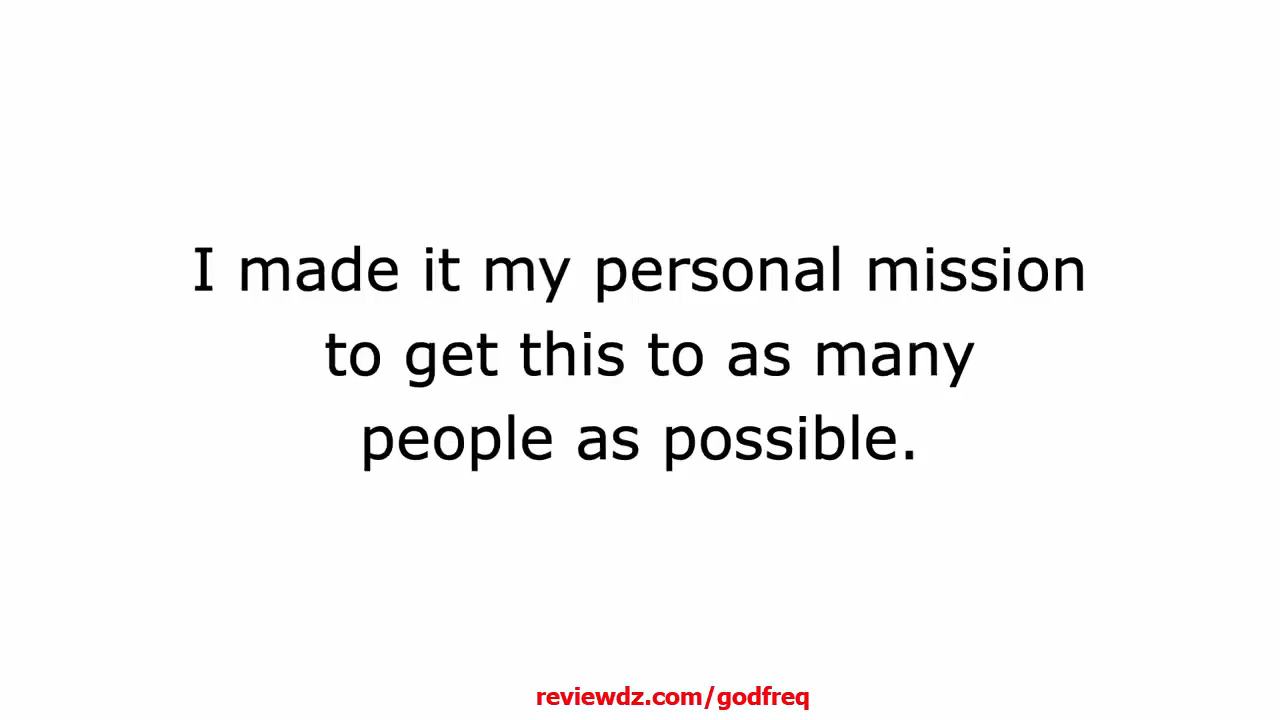 I made it my personal mission
to get this to as many
people as possible.
reviewdz.com/godfreq